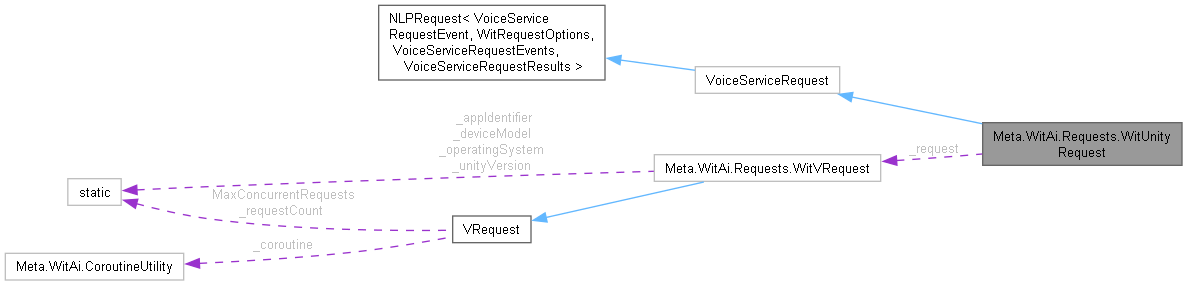 NLPRequest< VoiceService
RequestEvent, WitRequestOptions,
VoiceServiceRequestEvents,
VoiceServiceRequestResults >
VoiceServiceRequest
Meta.WitAi.Requests.WitUnity
Request
_request
_appIdentifier
_deviceModel
_operatingSystem
_unityVersion
Meta.WitAi.Requests.WitVRequest
static
MaxConcurrentRequests
_requestCount
VRequest
_coroutine
Meta.WitAi.CoroutineUtility